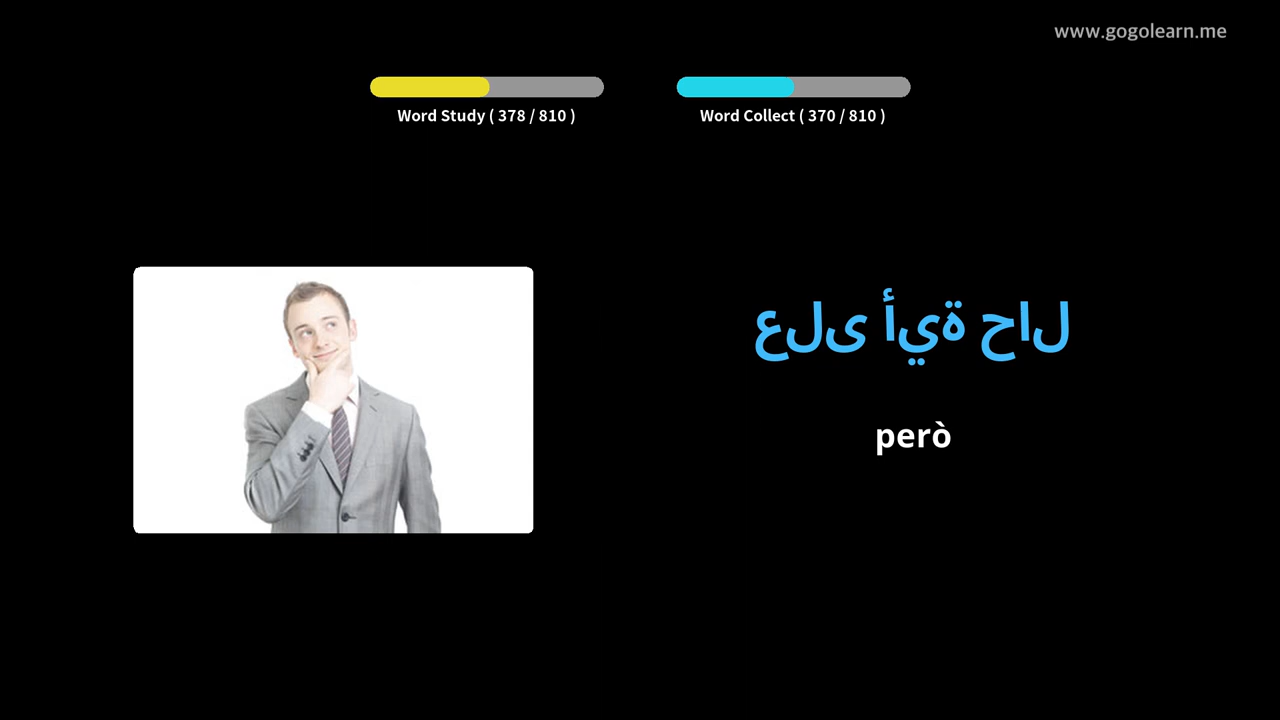 www.gogolearn.me
Word Study ( 378 / 810 )
Word Collect ( 370 / 810 )
على أية حال
però